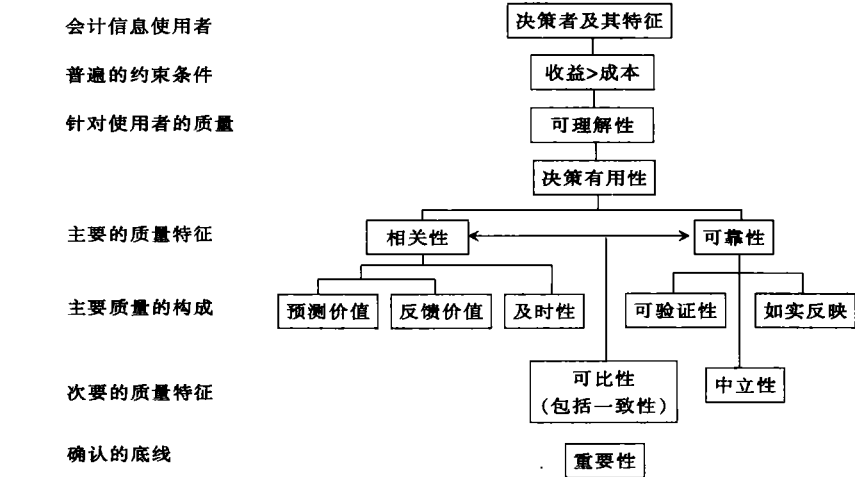 会计信息使用者 决策者及其特征
普遍的约束条件 收益>成本
针对使用者的质量 可理解性
决策有用性
主要的质量特征 相关性 可靠性
主要质量的构成 预测价值 反馈价值 及时性 可验证性 如实反映
次要的质量特征 可比性 中立性
(包括一致性)
确认的底线 重要性